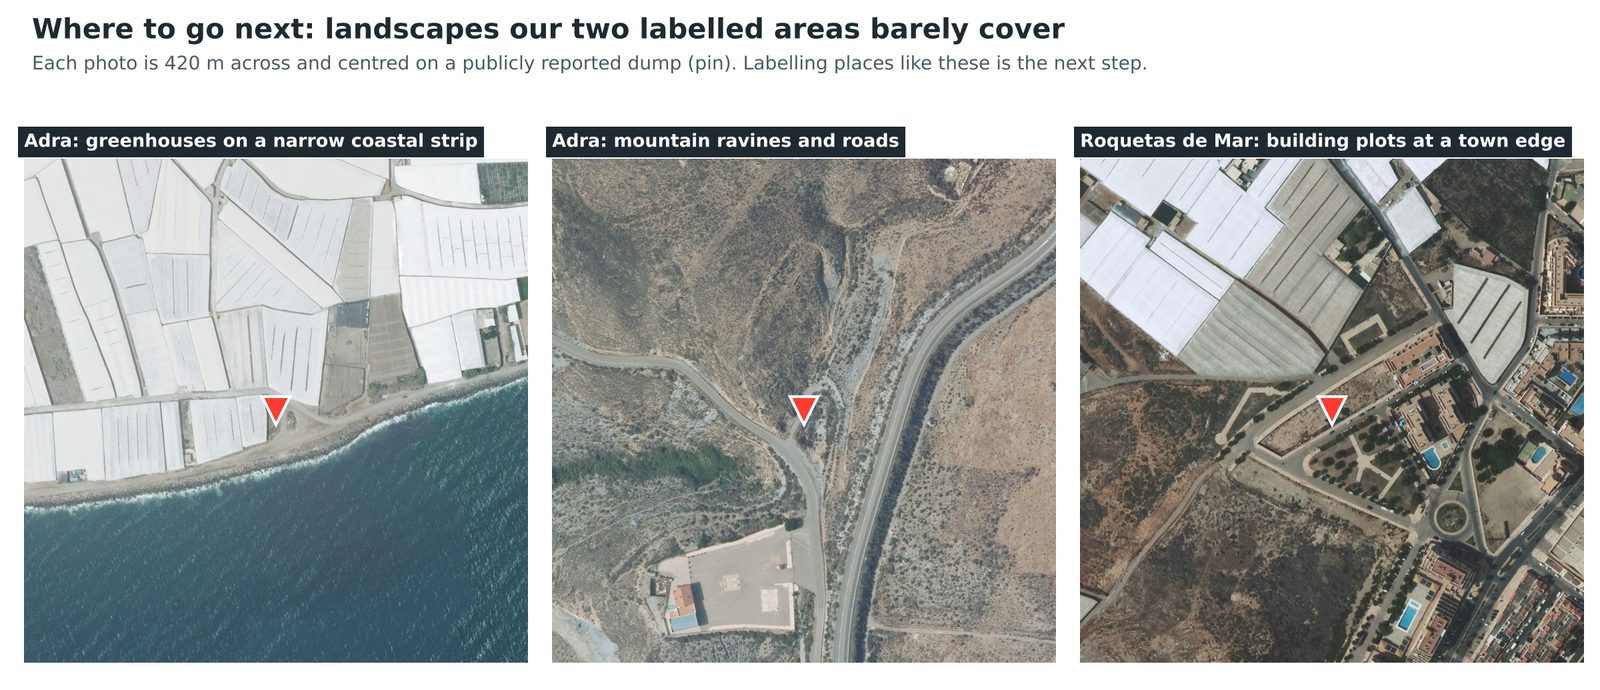 Where to go next: landscapes our two labelled areas barely cover
Each photo is 420 m across and centred on a publicly reported dump (pin). Labelling places like these is the next step.
Adra: greenhouses on a narrow coastal strip
Adra: mountain ravines and roads
Roquetas de Mar: building plots at a town edge